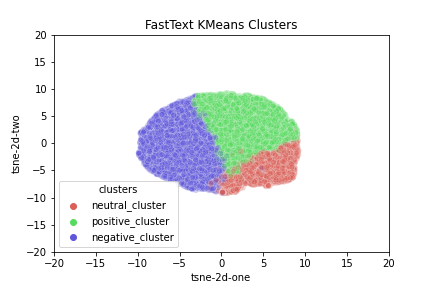 FastText KMeans Clusters
20
15
10
5
0
−5
−10
−15
−20
tsne-2d-two
clusters
neutral_cluster
positive_cluster
negative_cluster
−20 −15 −10 −5 0 5 10 15 20
tsne-2d-one